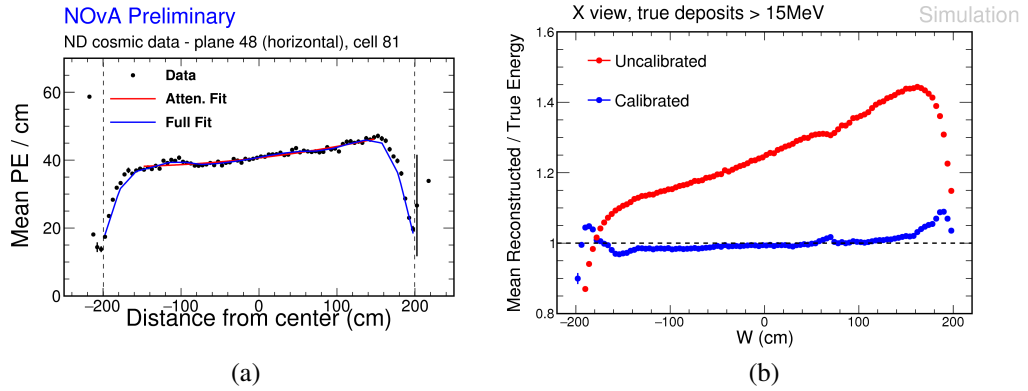 NOvA Preliminary
ND cosmic data - plane 48 (horizontal), cell 81
Data
Atten. Fit
Full Fit
Mean PE / cm
60
40
20
0
−200 −100 0 100 200
Distance from center (cm)
(a)
X view, true deposits > 15MeV
Simulation
Uncalibrated
Calibrated
Mean Reconstructed / True Energy
1.6
1.4
1.2
1
0.8
−200 −100 0 100 200
W (cm)
(b)